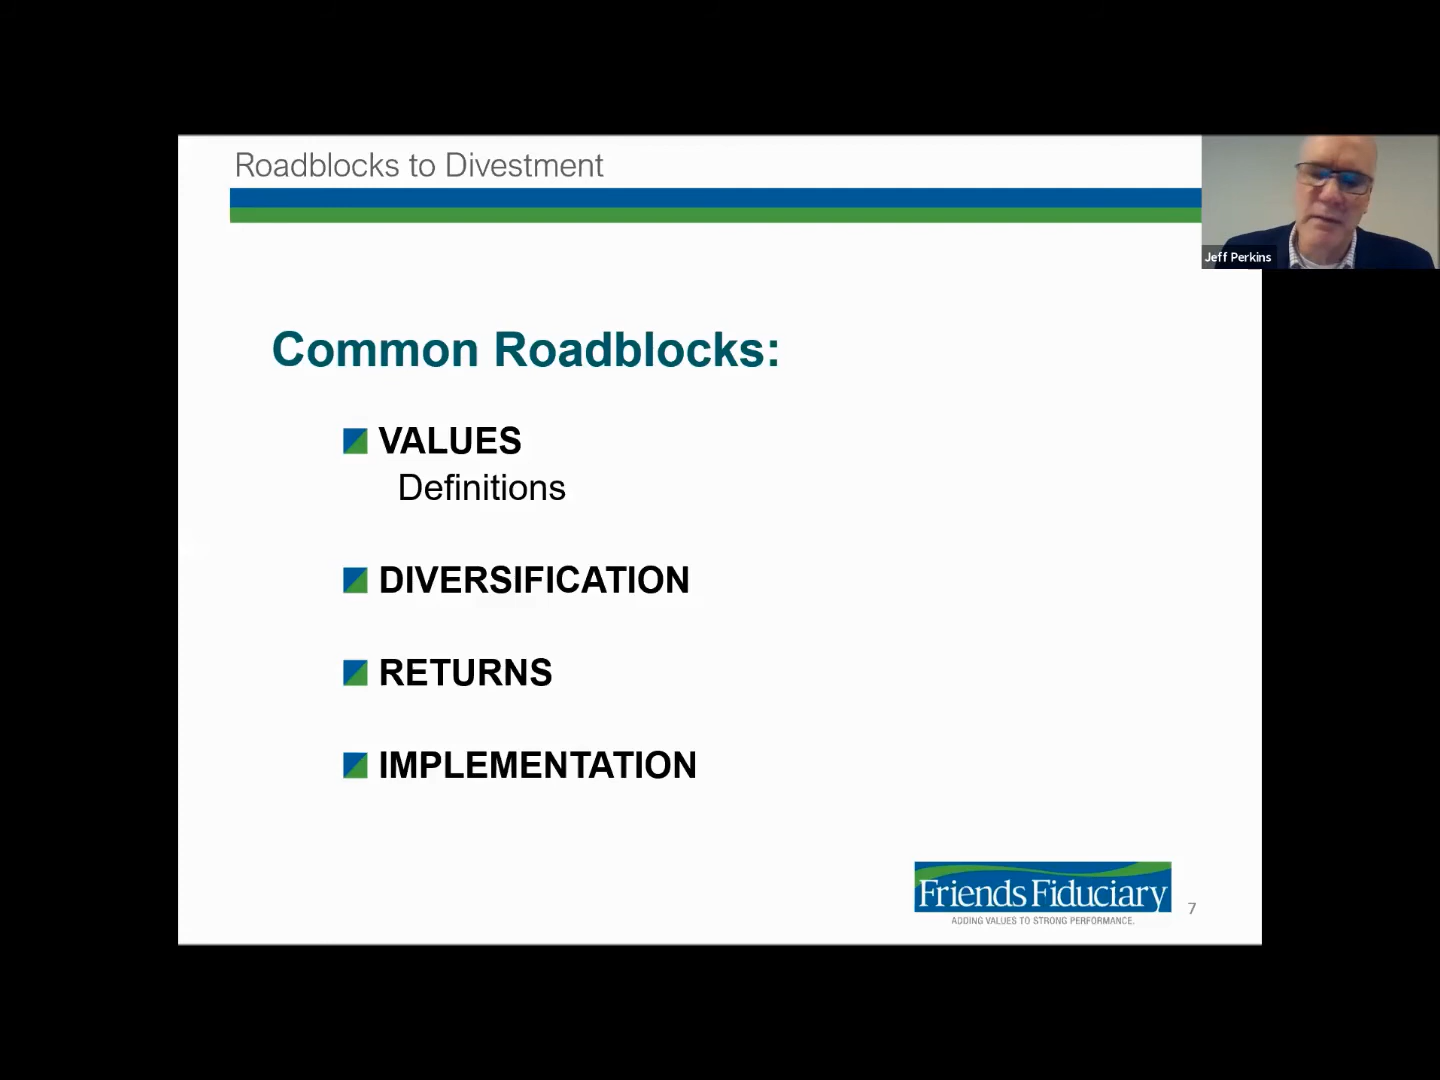 Roadblocks to Divestment
Jeff Perkins
Common Roadblocks:
VALUES
Definitions
DIVERSIFICATION
RETURNS
IMPLEMENTATION
Friends Fiduciary
ADDING VALUES TO STRONG PERFORMANCE.
7